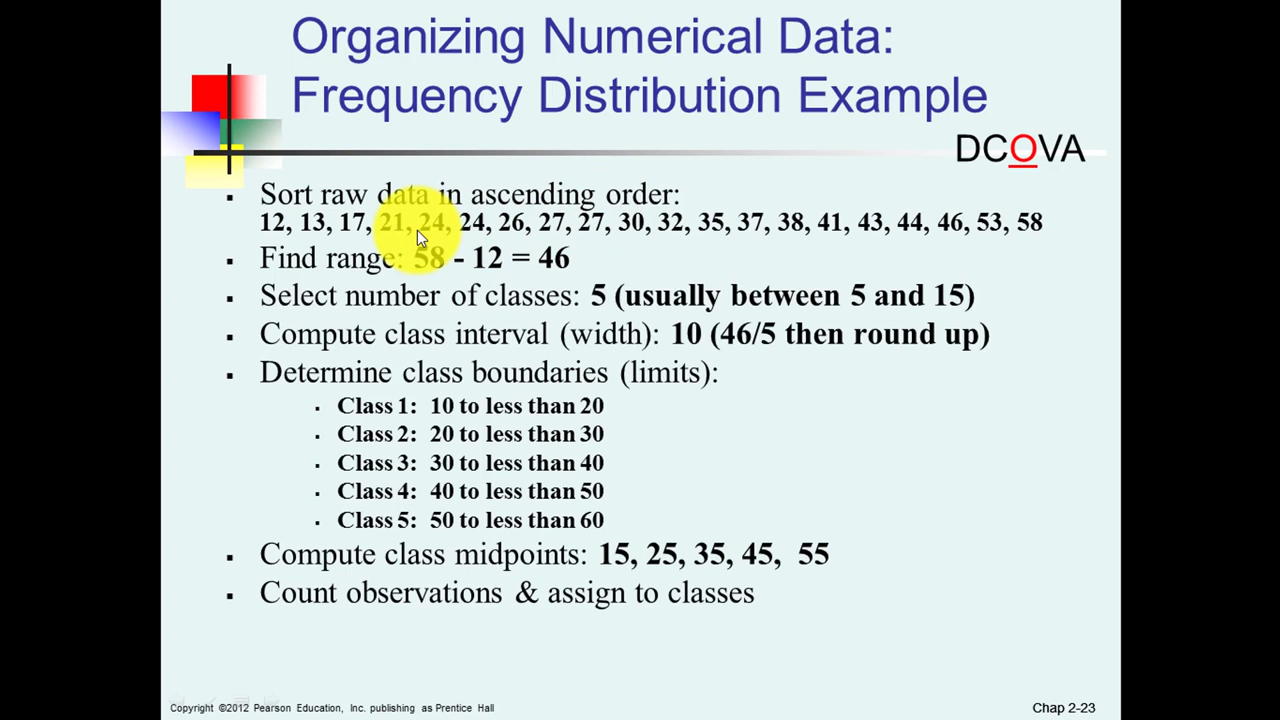 Organizing Numerical Data:
Frequency Distribution Example
DCOVA
▪ Sort raw data in ascending order:
12, 13, 17, 21, 24, 24, 26, 27, 27, 30, 32, 35, 37, 38, 41, 43, 44, 46, 53, 58
▪ Find range: 58 - 12 = 46
▪ Select number of classes: 5 (usually between 5 and 15)
▪ Compute class interval (width): 10 (46/5 then round up)
▪ Determine class boundaries (limits):
▪ Class 1: 10 to less than 20
▪ Class 2: 20 to less than 30
▪ Class 3: 30 to less than 40
▪ Class 4: 40 to less than 50
▪ Class 5: 50 to less than 60
▪ Compute class midpoints: 15, 25, 35, 45, 55
▪ Count observations & assign to classes
Copyright ©2012 Pearson Education, Inc. publishing as Prentice Hall
Chap 2-23